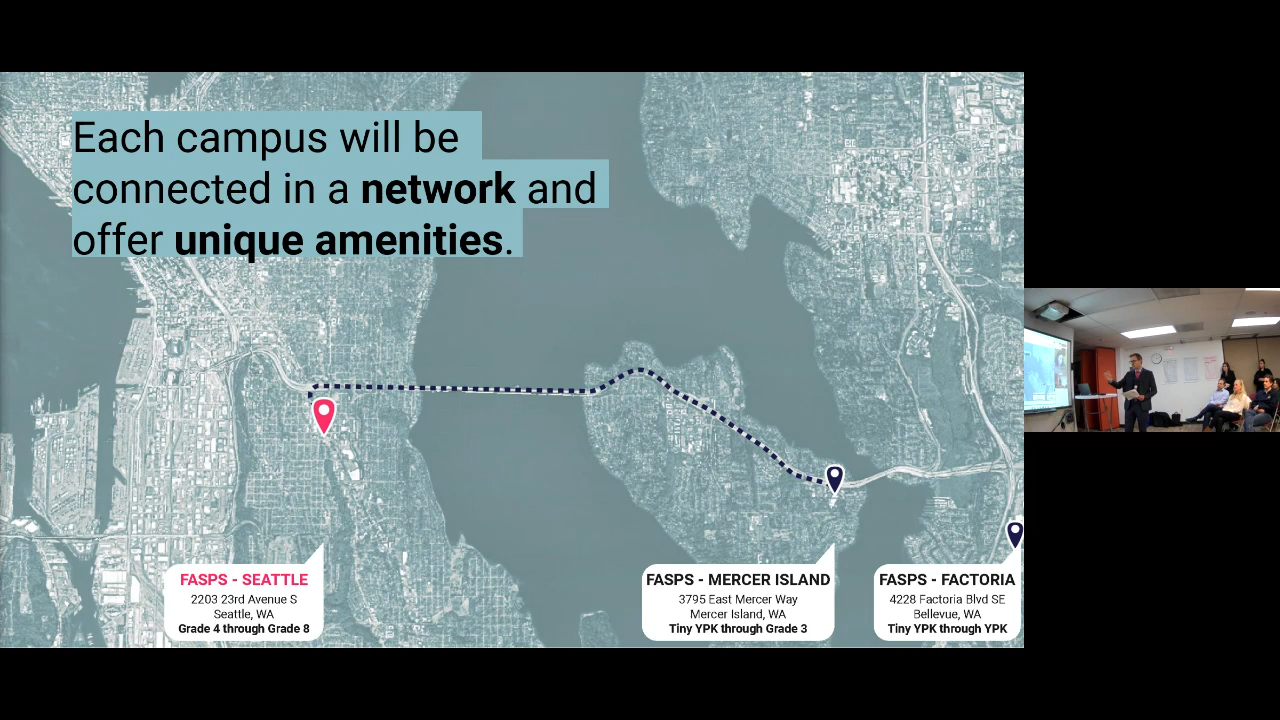 Each campus will be
connected in a network and
offer unique amenities.
FASPS - SEATTLE
2203 23rd Avenue S
Seattle, WA
Grade 4 through Grade 8
FASPS - MERCER ISLAND
3795 East Mercer Way
Mercer Island, WA
Tiny YPK through Grade 3
FASPS - FACTORIA
4228 Factoria Blvd SE
Bellevue, WA
Tiny YPK through YPK